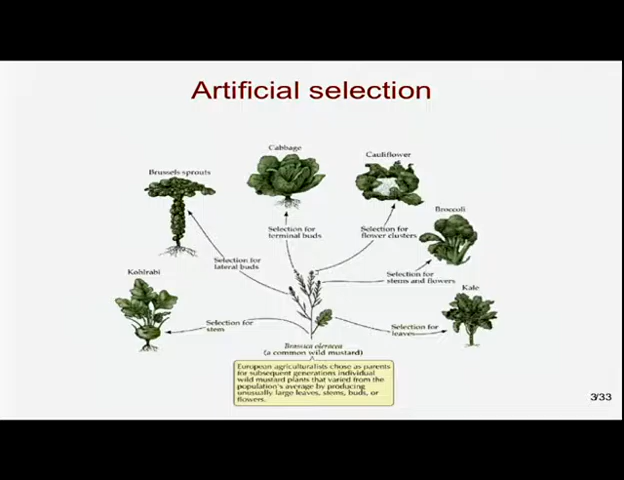 Artificial selection
Cabbage
Cauliflower
Brussels sprouts
Broccoli
Selection for
terminal buds
Selection for
flower clusters
Selection for
lateral buds
Selection for
stems and flowers
Kohlrabi
Kale
Selection for
stem
Selection for
leaves
Brassica oleracea
(a common wild mustard)
European agriculturalists chose as parents
for subsequent generations individual
wild mustard plants that varied from the
population's average by producing
unusually large leaves, stems, buds, or
flowers.
3/33